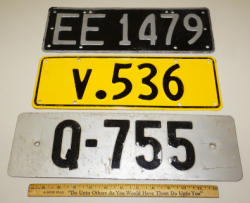 EE 1479
V.536
Q-755
"Do Unto Others As You Would Have Them Do Unto You"